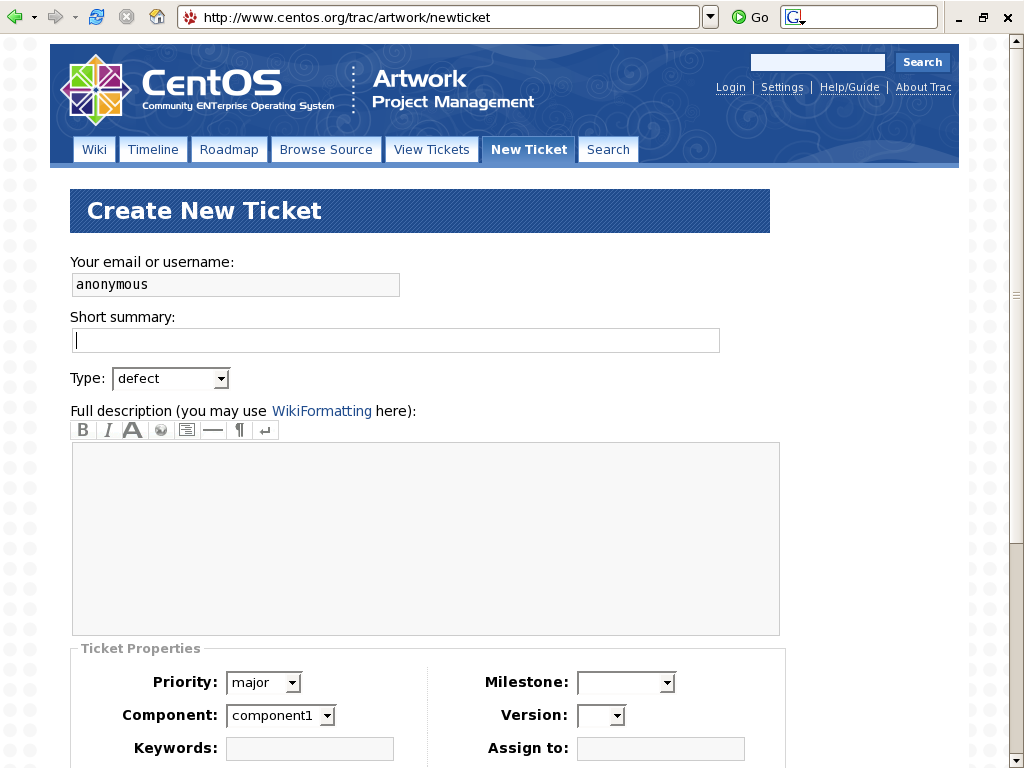 http://www.centos.org/trac/artwork/newticket
Go
G
CentOS
Community ENTerprise Operating System
Artwork
Project Management
Search
Login
Settings
Help/Guide
About Trac
Wiki
Timeline
Roadmap
Browse Source
View Tickets
New Ticket
Search
Create New Ticket
Your email or username:
anonymous
Short summary:
Type: defect
Full description (you may use WikiFormatting here):
B I A ¶ ↵
Ticket Properties
Priority: major
Milestone:
Component: component1
Version:
Keywords:
Assign to: